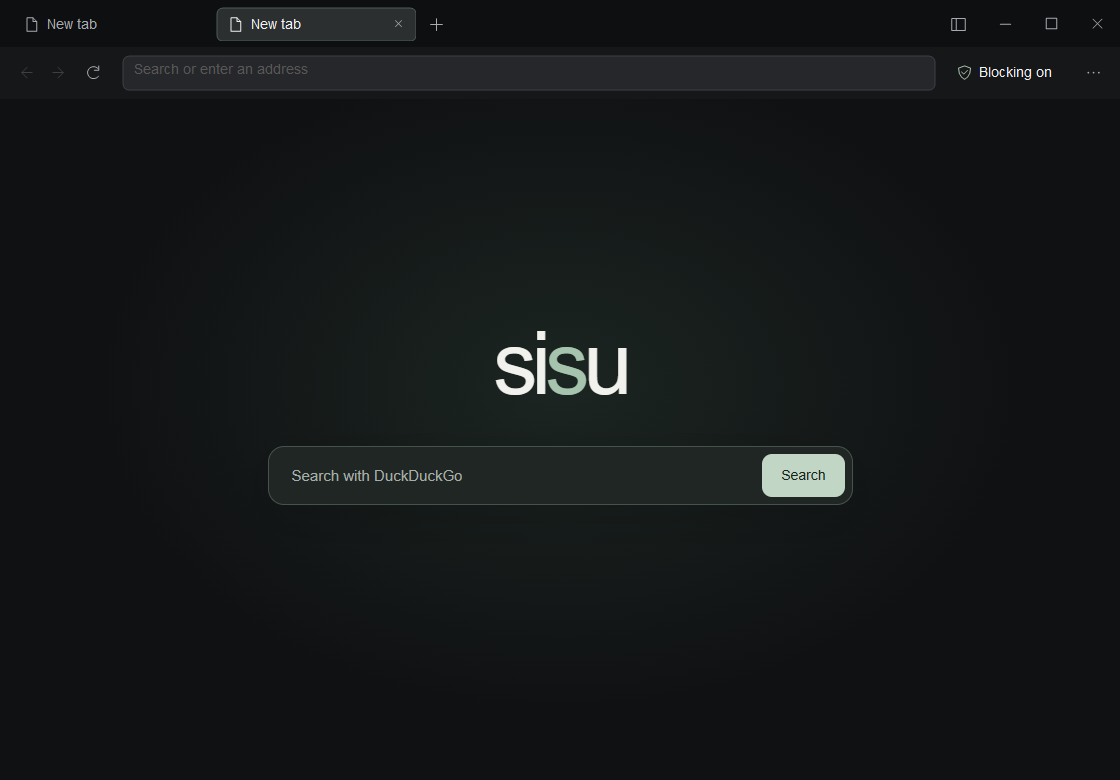 New tab
New tab
Search or enter an address
Blocking on
sisu
Search with DuckDuckGo
Search